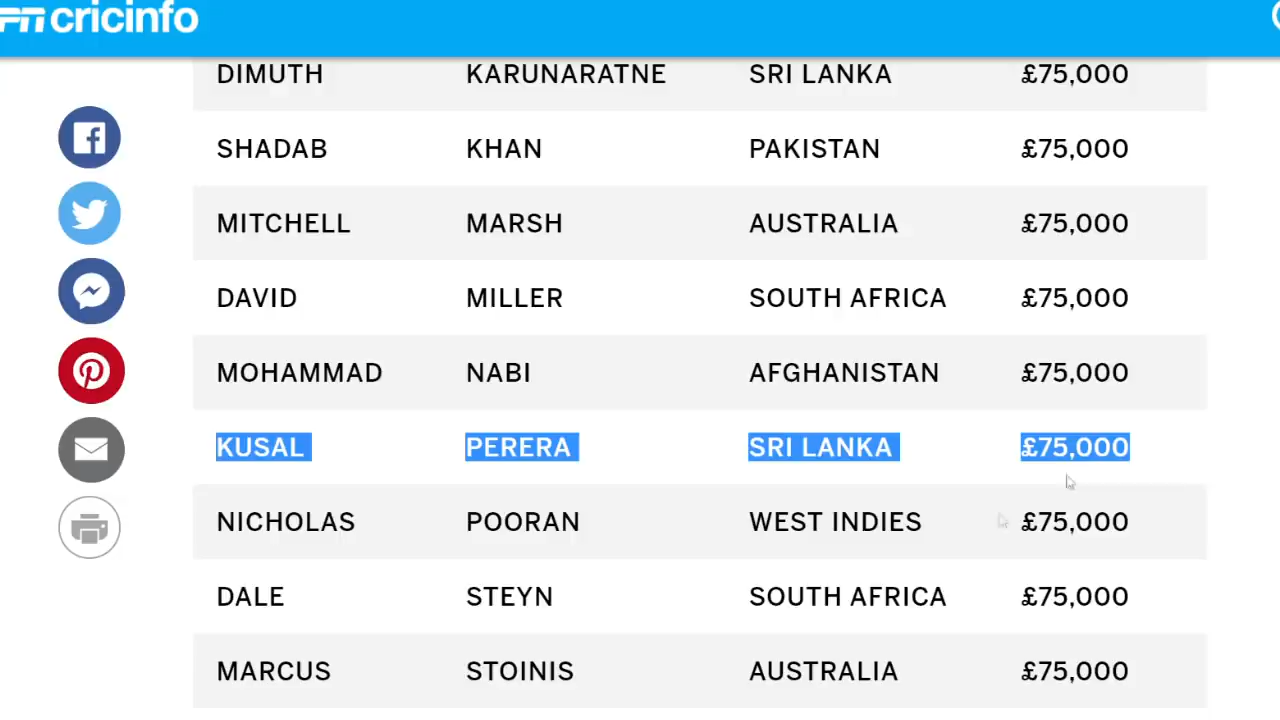 ESPN cricinfo
DIMUTH KARUNARATNE SRI LANKA £75,000
SHADAB KHAN PAKISTAN £75,000
MITCHELL MARSH AUSTRALIA £75,000
DAVID MILLER SOUTH AFRICA £75,000
MOHAMMAD NABI AFGHANISTAN £75,000
KUSAL PERERA SRI LANKA £75,000
NICHOLAS POORAN WEST INDIES £75,000
DALE STEYN SOUTH AFRICA £75,000
MARCUS STOINIS AUSTRALIA £75,000